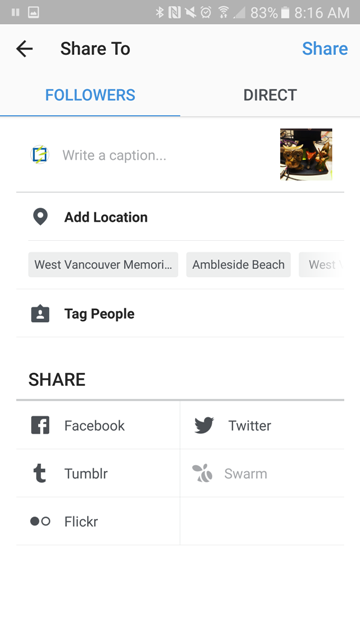 83% 8:16 AM
Share To Share
FOLLOWERS DIRECT
Write a caption...
Add Location
West Vancouver Memori... Ambleside Beach West
Tag People
SHARE
Facebook Twitter
Tumblr Swarm
Flickr